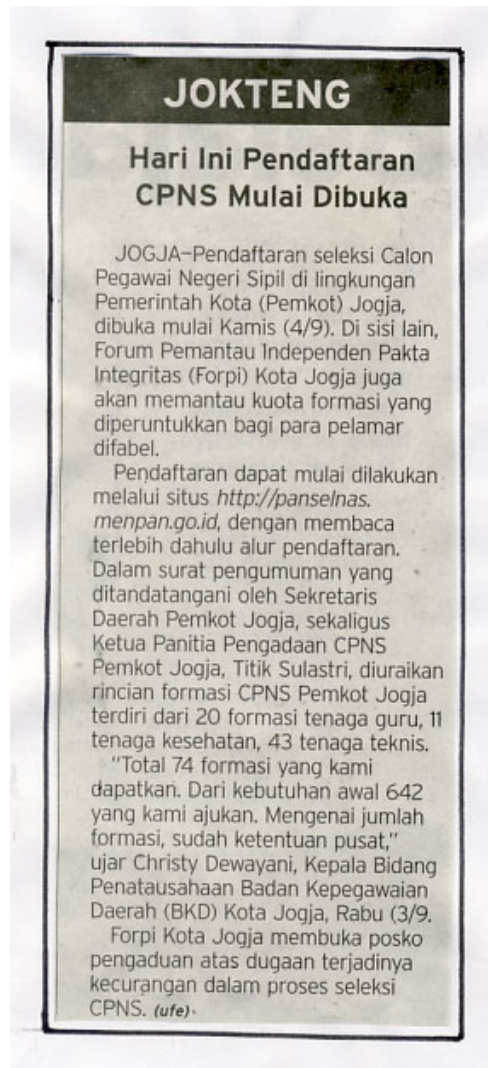 JOKTENG
Hari Ini Pendaftaran
CPNS Mulai Dibuka
JOGJA–Pendaftaran seleksi Calon
Pegawai Negeri Sipil di lingkungan
Pemerintah Kota (Pemkot) Jogja,
dibuka mulai Kamis (4/9). Di sisi lain,
Forum Pemantau Independen Pakta
Integritas (Forpi) Kota Jogja juga
akan memantau kuota formasi yang
diperuntukkan bagi para pelamar
difabel.
Pendaftaran dapat mulai dilakukan
melalui situs http://panselnas.
menpan.go.id, dengan membaca
terlebih dahulu alur pendaftaran.
Dalam surat pengumuman yang
ditandatangani oleh Sekretaris
Daerah Pemkot Jogja, sekaligus
Ketua Panitia Pengadaan CPNS
Pemkot Jogja, Titik Sulastri, diuraikan
rincian formasi CPNS Pemkot Jogja
terdiri dari 20 formasi tenaga guru, 11
tenaga kesehatan, 43 tenaga teknis.
"Total 74 formasi yang kami
dapatkan. Dari kebutuhan awal 642
yang kami ajukan. Mengenai jumlah
formasi, sudah ketentuan pusat,"
ujar Christy Dewayani, Kepala Bidang
Penatausahaan Badan Kepegawaian
Daerah (BKD) Kota Jogja, Rabu (3/9.
Forpi Kota Jogja membuka posko
pengaduan atas dugaan terjadinya
kecurangan dalam proses seleksi
CPNS. (ufe)